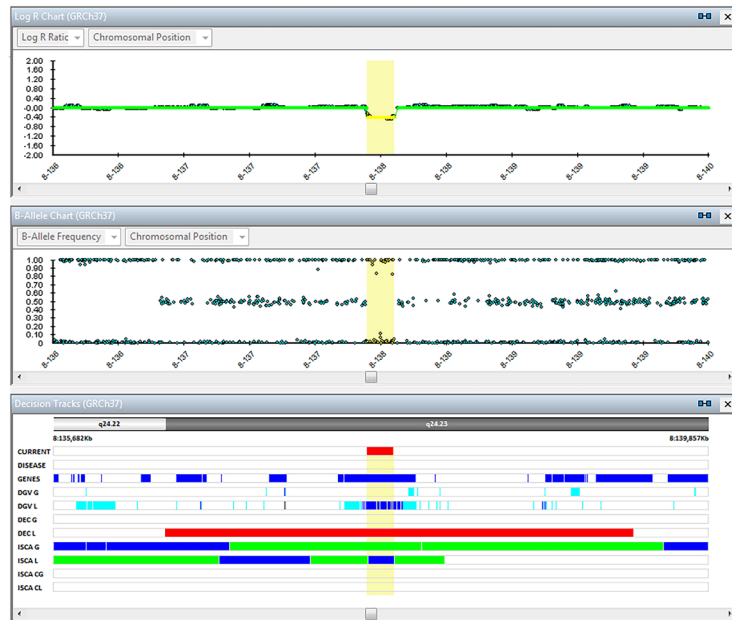 Log R Chart (GRCh37)
Log R Ratic Chromosomal Position
2.00
1.60
1.20
0.80
0.40
-0.00
-0.40
-0.80
-1.20
-1.60
-2.00
8-136 8-136 8-137 8-137 8-137 8-138 8-138 8-139 8-139 8-139 8-140
B-Allele Chart (GRCh37)
B-Allele Frequency Chromosomal Position
1.00
0.90
0.80
0.70
0.60
0.50
0.40
0.30
0.20
0.10
0
8-136 8-136 8-137 8-137 8-137 8-138 8-138 8-139 8-139 8-139 8-140
Decision Tracks (GRCh37)
q24.22 q24.23
8:135,682Kb 8:139,857Kb
CURRENT
DISEASE
GENES
DGV G
DGV L
DEC G
DEC L
ISCA G
ISCA L
ISCA CG
ISCA CL